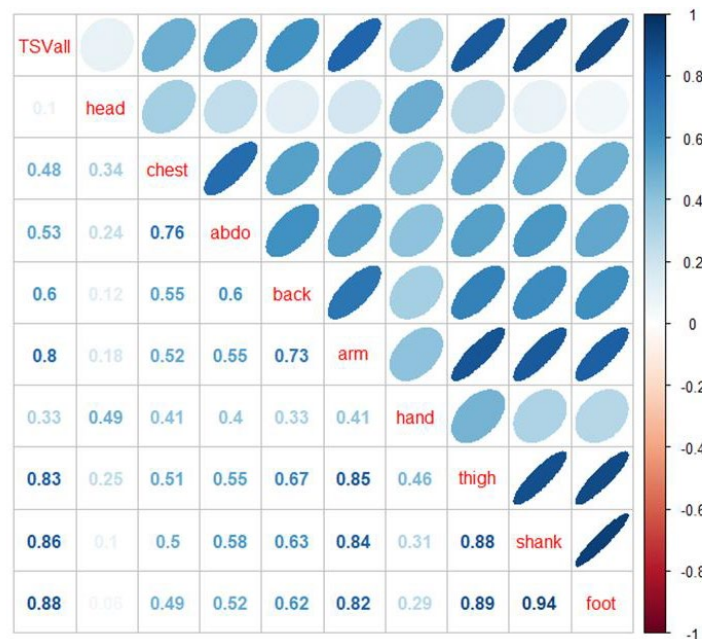 TSVall
0.1 head
0.48 0.34 chest
0.53 0.24 0.76 abdo
0.6 0.12 0.55 0.6 back
0.8 0.18 0.52 0.55 0.73 arm
0.33 0.49 0.41 0.4 0.33 0.41 hand
0.83 0.25 0.51 0.55 0.67 0.85 0.46 thigh
0.86 0.1 0.5 0.58 0.63 0.84 0.31 0.88 shank
0.88 0.06 0.49 0.52 0.62 0.82 0.29 0.89 0.94 foot
1
0.8
0.6
0.4
0.2
0
-0.2
-0.4
-0.6
-0.8
-1